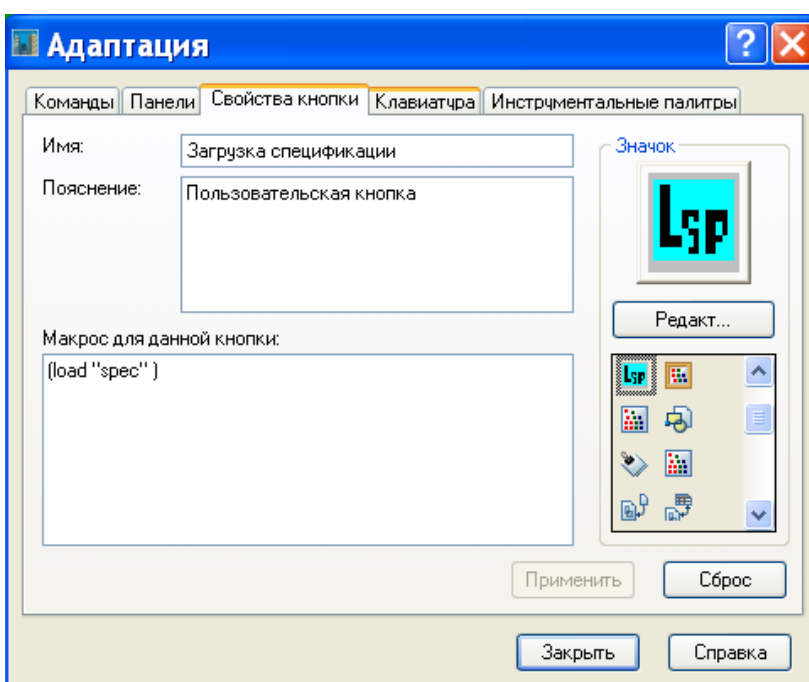 Адаптация
Команды Панели Свойства кнопки Клавиатура Инструментальные палитры
Имя: Загрузка спецификации
Пояснение: Пользовательская кнопка
Значок
Lsp
Редакт...
Макрос для данной кнопки:
(load "spec" )
Lsp
Применить Сброс
Закрыть Справка